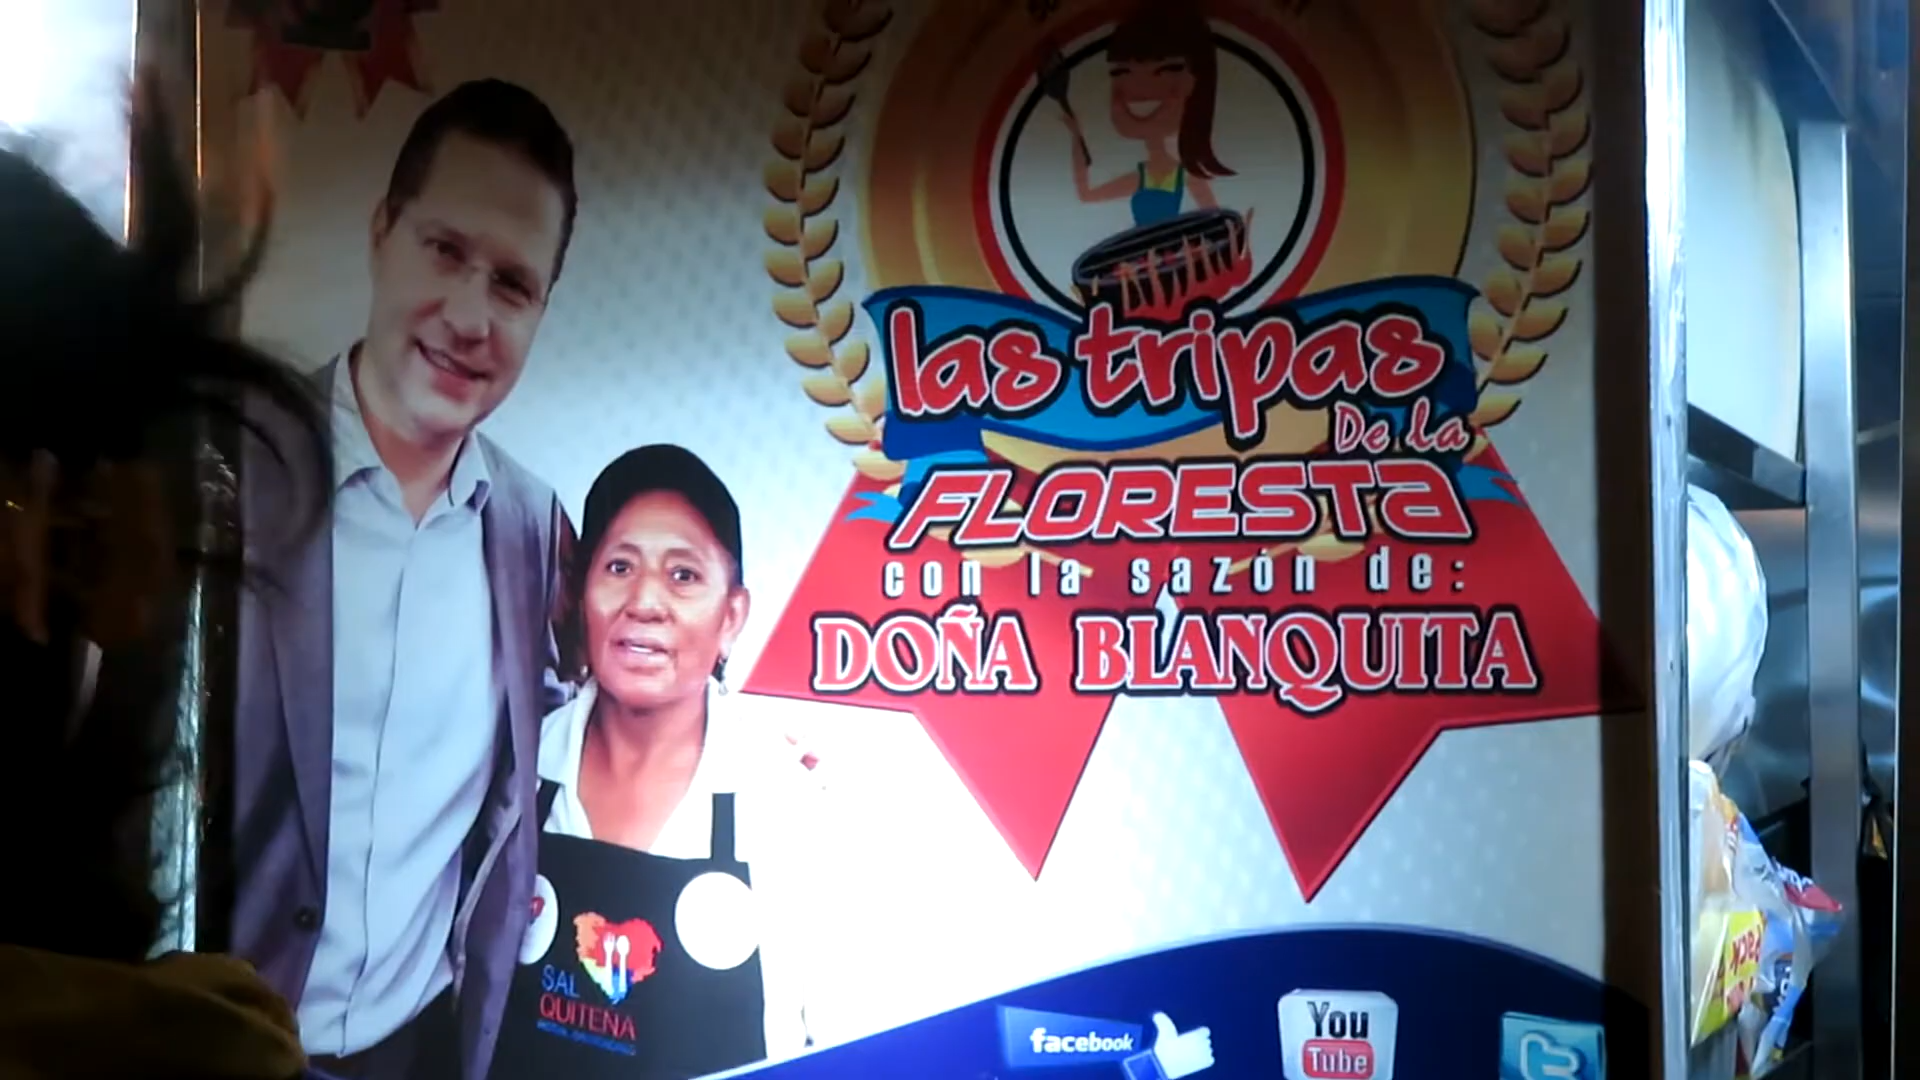 las tripas
De la
FLORESTa
con la sazón de:
DOÑA BLANQUITA
SAL
QUITEÑA
facebook
You
Tube